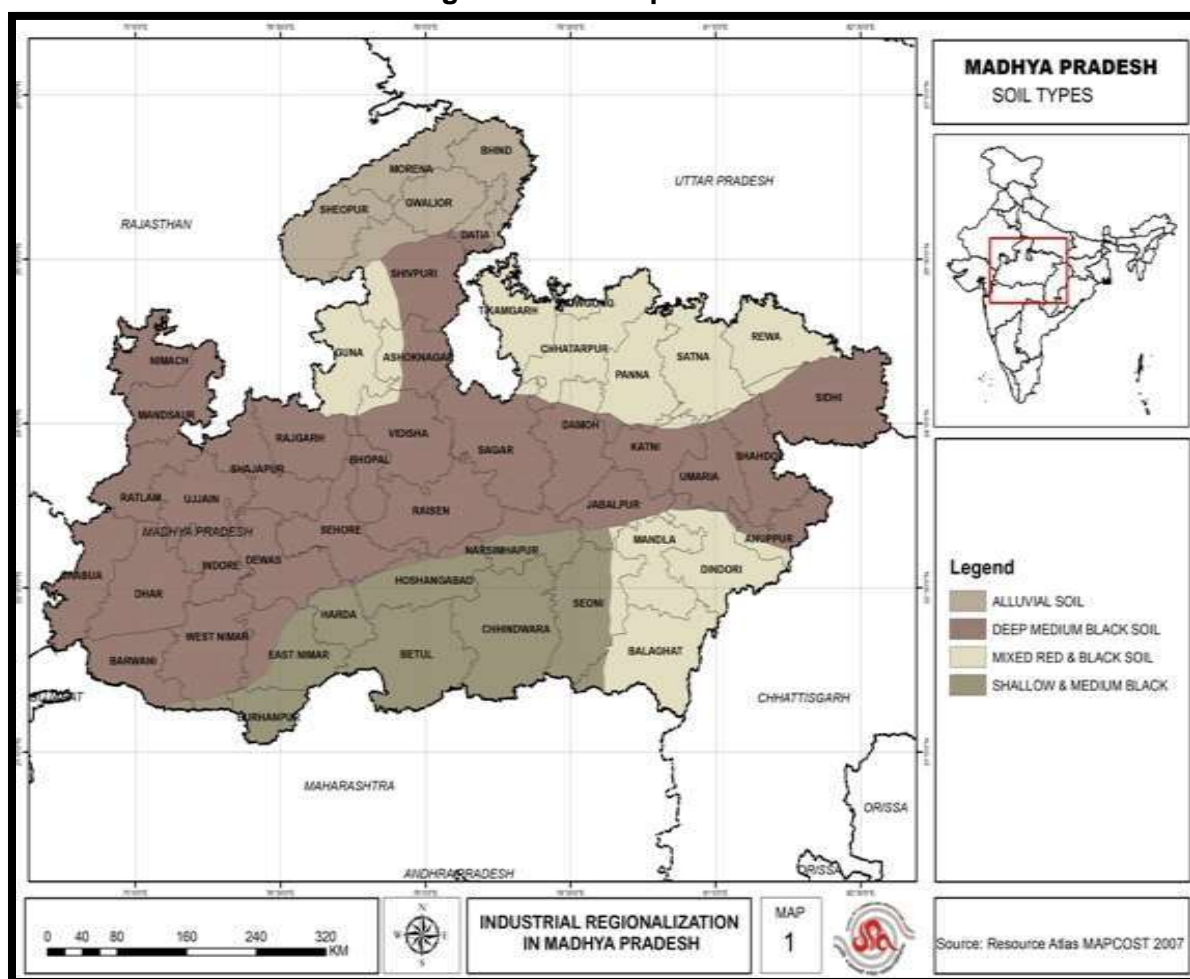 MADHYA PRADESH
SOIL TYPES
BHIND
MORENA
UTTAR PRADESH
GWALIOR
SHEOPUR
RAJASTHAN
DATIA
SHIVPURI
TIKAMGARH
REWA
GUNA
ASHOKNAGAR
CHHATARPUR
SATNA
NIMACH
PANNA
SIDHI
MANDSAUR
DAMOH
RAJGARH
VIDISHA
SAGAR
KATNI
BHOPAL
SHAHDOL
SHAJAPUR
UMARIA
RATLAM
UJJAIN
JABALPUR
RAISEN
MADHYA PRADESH
SEHORE
MANDLA
ANUPPUR
NARSIMHAPUR
INDORE
DEWAS
DINDORI
JHABUA
HOSHANGABAD
DHAR
SEONI
HARDA
CHHINDWARA
WEST NIMAR
BALAGHAT
BARWANI
EAST NIMAR
BETUL
GUJARAT
CHHATTISGARH
BURHANPUR
MAHARASHTRA
ORISSA
ANDHRA PRADESH
ORISSA
Legend
ALLUVIAL SOIL
DEEP MEDIUM BLACK SOIL
MIXED RED & BLACK SOIL
SHALLOW & MEDIUM BLACK
0 40 80 160 240 320
KM
N
W E
S
INDUSTRIAL REGIONALIZATION
IN MADHYA PRADESH
MAP
1
Source: Resource Atlas MAPCOST 2007